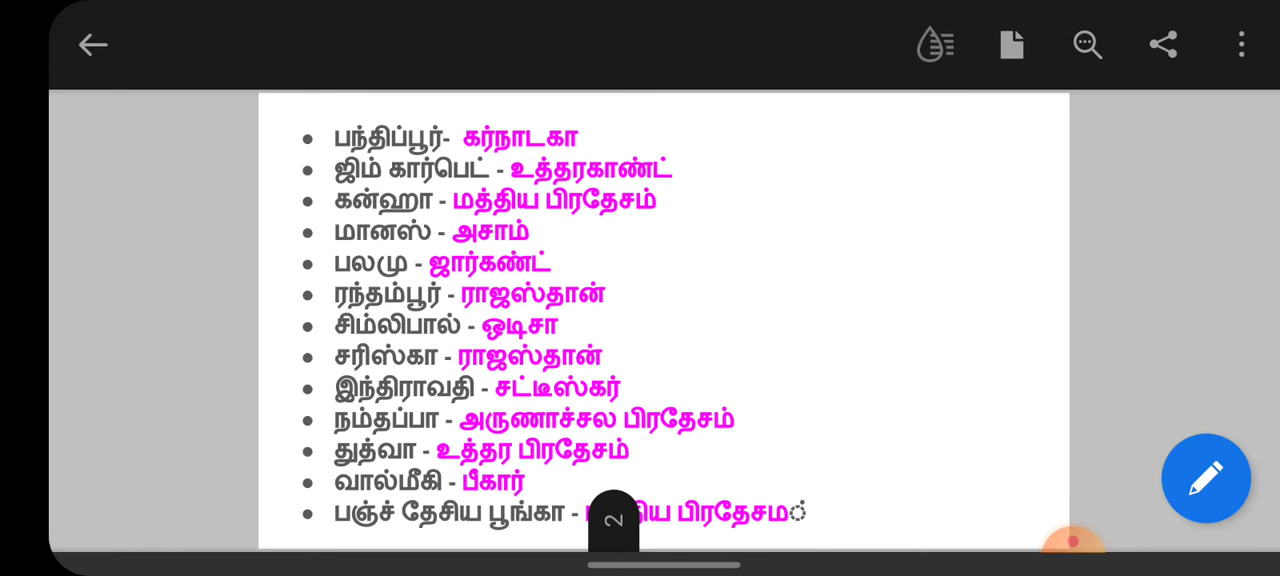 • பந்திப்பூர்- கர்நாடகா
• ஜிம் கார்பெட் - உத்தரகாண்ட்
• கன்ஹா - மத்திய பிரதேசம்
• மானஸ் - அசாம்
• பலமு - ஜார்கண்ட்
• ரந்தம்பூர் - ராஜஸ்தான்
• சிம்லிபால் - ஒடிசா
• சரிஸ்கா - ராஜஸ்தான்
• இந்திராவதி - சட்டீஸ்கர்
• நம்தப்பா - அருணாச்சல பிரதேசம்
• துத்வா - உத்தர பிரதேசம்
• வால்மீகி - பீகார்
• பஞ்ச் தேசிய பூங்கா - பிரதேசம்
2